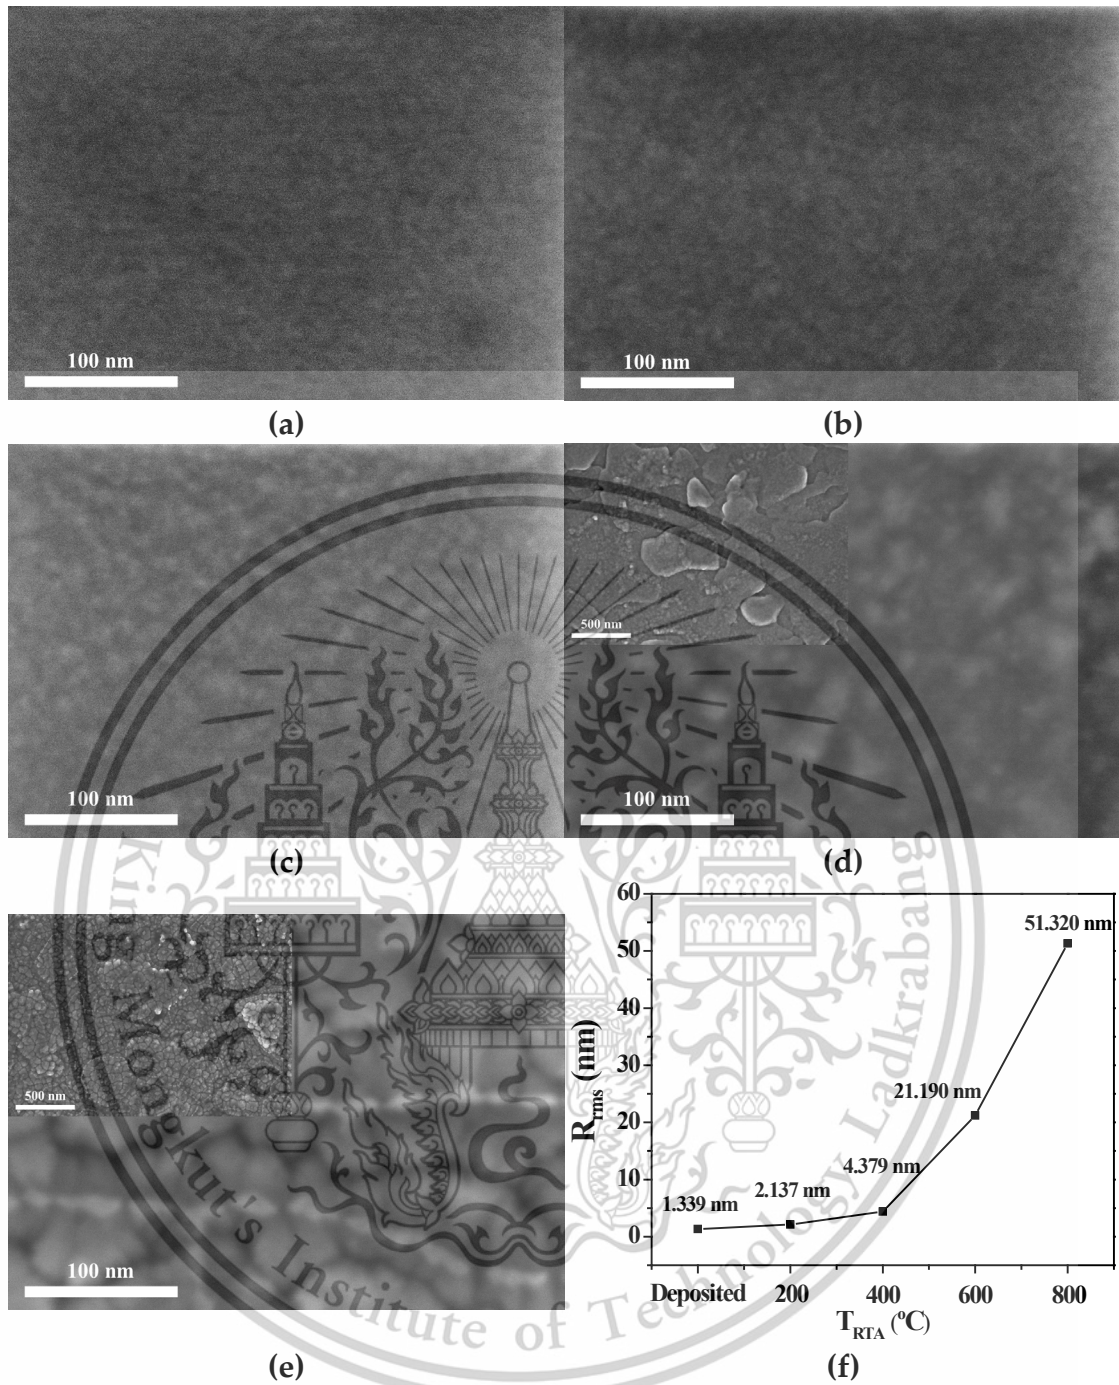 100 nm
100 nm
(a)
(b)
500 nm
100 nm
100 nm
(c)
(d)
500 nm
100 nm
(e)
60
50
40
30
20
10
0
R_rms (nm)
1.339 nm
2.137 nm
4.379 nm
21.190 nm
51.320 nm
Deposited 200 400 600 800
T_RTA (ºC)
(f)
King Mongkut's Institute of Technology Ladkrabang